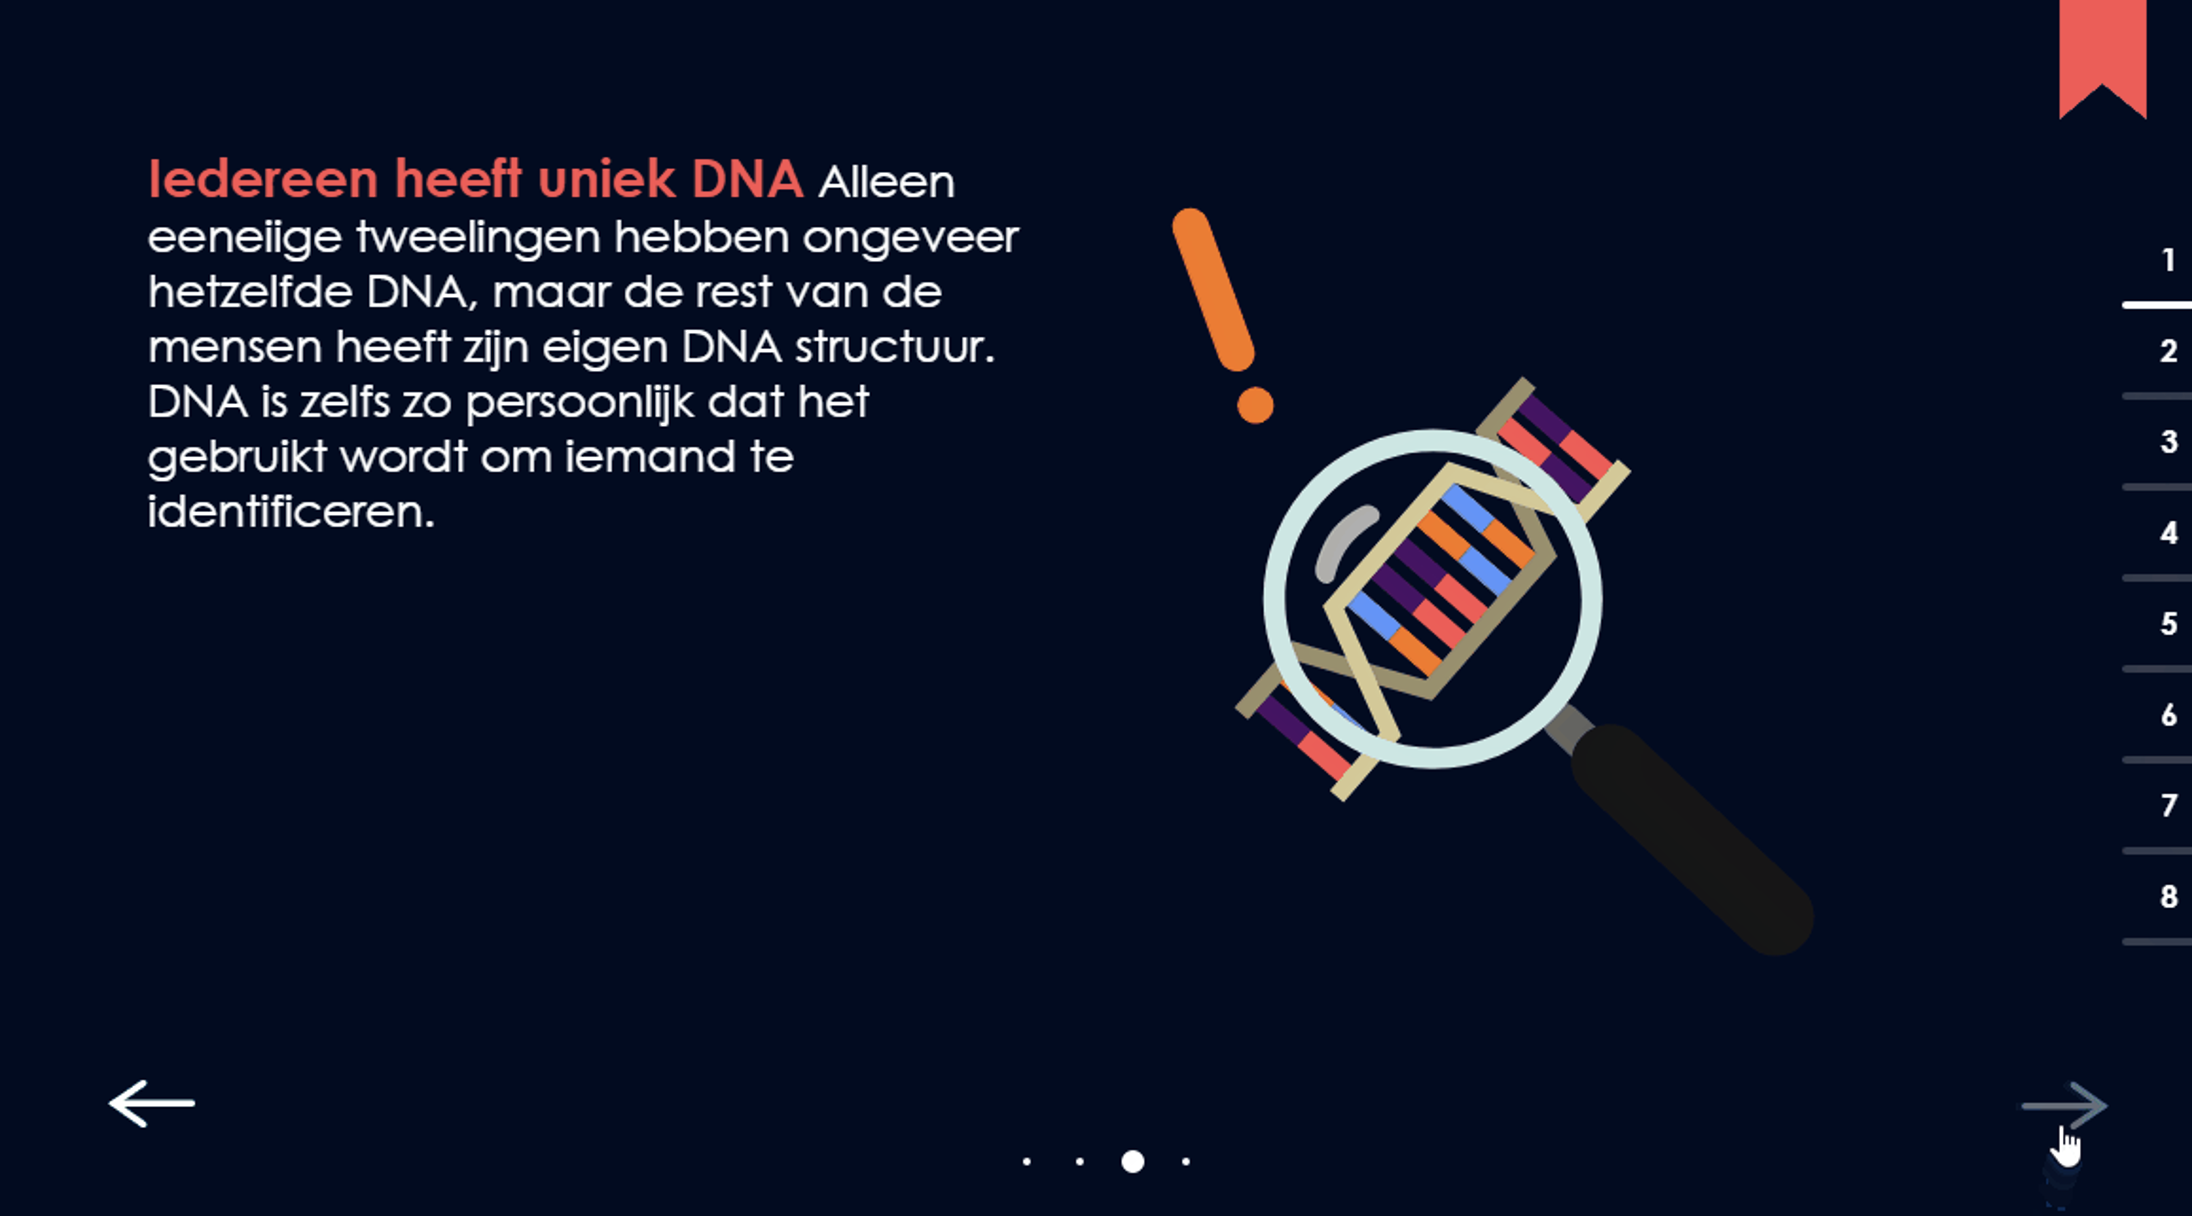 Iedereen heeft uniek DNA Alleen
eeneiige tweelingen hebben ongeveer
hetzelfde DNA, maar de rest van de
mensen heeft zijn eigen DNA structuur.
DNA is zelfs zo persoonlijk dat het
gebruikt wordt om iemand te
identificeren.
1
2
3
4
5
6
7
8